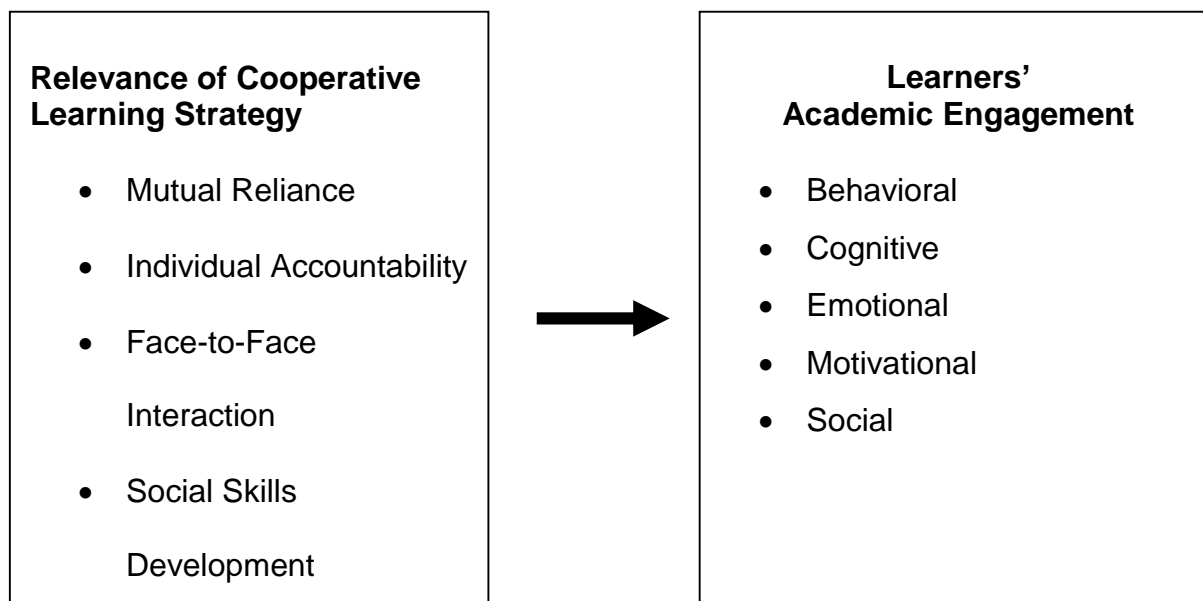 Relevance of Cooperative
Learning Strategy
• Mutual Reliance
• Individual Accountability
• Face-to-Face
Interaction
• Social Skills
Development
Learners’
Academic Engagement
• Behavioral
• Cognitive
• Emotional
• Motivational
• Social